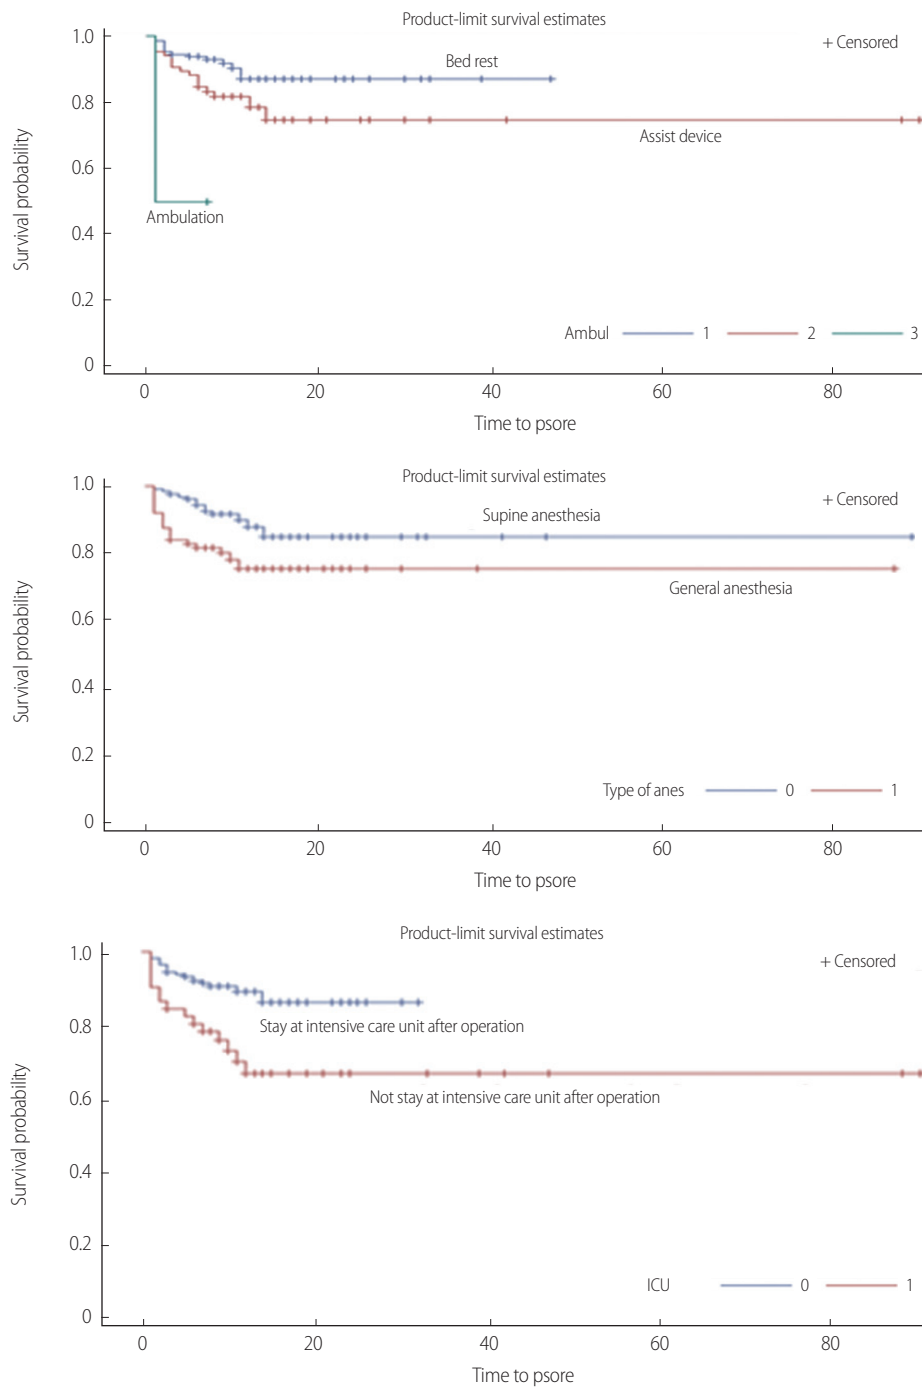 Product-limit survival estimates
+ Censored
1.0
0.8
0.6
0.4
0.2
0
Survival probability
Bed rest
Assist device
Ambulation
Ambul 1 2 3
0 20 40 60 80
Time to psore
Product-limit survival estimates
+ Censored
1.0
0.8
0.6
0.4
0.2
0
Survival probability
Supine anesthesia
General anesthesia
Type of anes 0 1
0 20 40 60 80
Time to psore
Product-limit survival estimates
+ Censored
1.0
0.8
0.6
0.4
0.2
0
Survival probability
Stay at intensive care unit after operation
Not stay at intensive care unit after operation
ICU 0 1
0 20 40 60 80
Time to psore